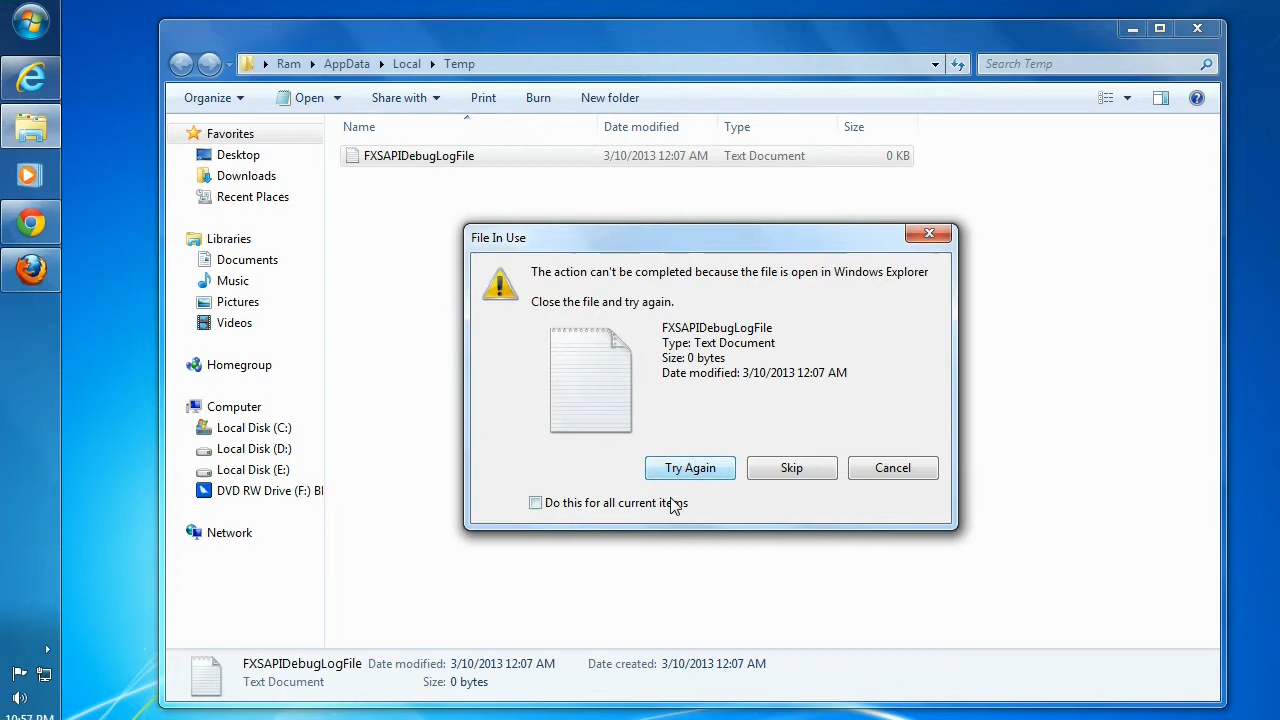 Ram AppData Local Temp
Search Temp
Organize Open Share with Print Burn New folder
Name Date modified Type Size
FXSAPIDebugLogFile 3/10/2013 12:07 AM Text Document 0 KB
Favorites
Desktop
Downloads
Recent Places
Libraries
Documents
Music
Pictures
Videos
Homegroup
Computer
Local Disk (C:)
Local Disk (D:)
Local Disk (E:)
DVD RW Drive (F:) Bl
Network
File In Use
The action can't be completed because the file is open in Windows Explorer
Close the file and try again.
FXSAPIDebugLogFile
Type: Text Document
Size: 0 bytes
Date modified: 3/10/2013 12:07 AM
Try Again Skip Cancel
Do this for all current items
FXSAPIDebugLogFile Date modified: 3/10/2013 12:07 AM Date created: 3/10/2013 12:07 AM
Text Document Size: 0 bytes
10:57 PM